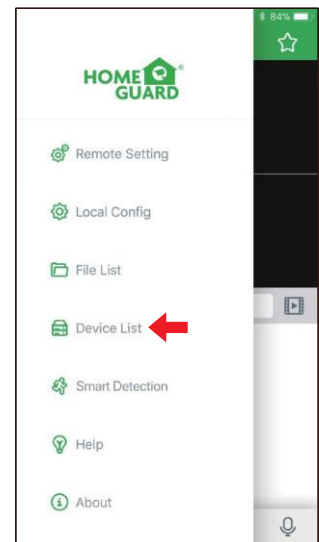 84%
HOME
GUARD®
Remote Setting
Local Config
File List
Device List
Smart Detection
Help
About